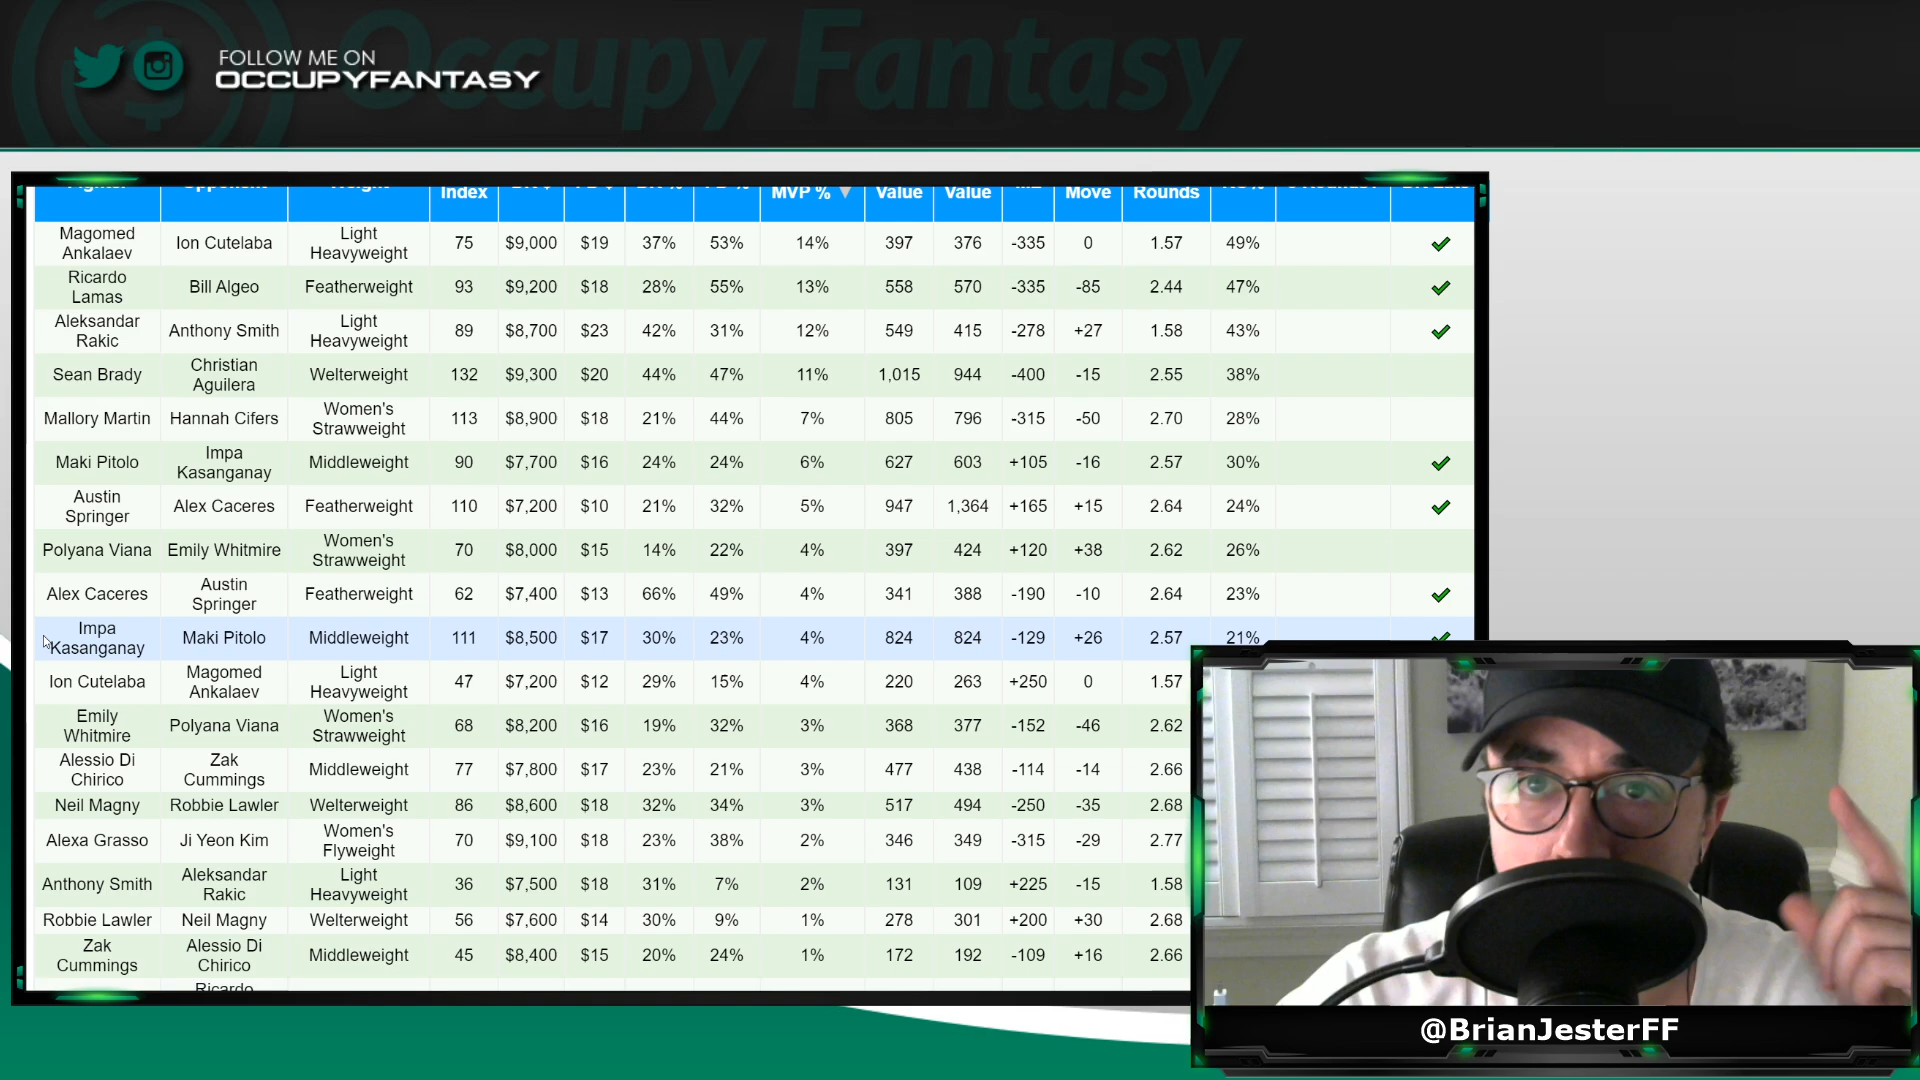 FOLLOW ME ON
OCCUPYFANTASY
Occupy Fantasy
Index MVP % Value Value Move Rounds
Magomed Ankalaev Ion Cutelaba Light Heavyweight 75 $9,000 $19 37% 53% 14% 397 376 -335 0 1.57 49%
Ricardo Lamas Bill Algeo Featherweight 93 $9,200 $18 28% 55% 13% 558 570 -335 -85 2.44 47%
Aleksandar Rakic Anthony Smith Light Heavyweight 89 $8,700 $23 42% 31% 12% 549 415 -278 +27 1.58 43%
Sean Brady Christian Aguilera Welterweight 132 $9,300 $20 44% 47% 11% 1,015 944 -400 -15 2.55 38%
Mallory Martin Hannah Cifers Women's Strawweight 113 $8,900 $18 21% 44% 7% 805 796 -315 -50 2.70 28%
Maki Pitolo Impa Kasanganay Middleweight 90 $7,700 $16 24% 24% 6% 627 603 +105 -16 2.57 30%
Austin Springer Alex Caceres Featherweight 110 $7,200 $10 21% 32% 5% 947 1,364 +165 +15 2.64 24%
Polyana Viana Emily Whitmire Women's Strawweight 70 $8,000 $15 14% 22% 4% 397 424 +120 +38 2.62 26%
Alex Caceres Austin Springer Featherweight 62 $7,400 $13 66% 49% 4% 341 388 -190 -10 2.64 23%
Impa Kasanganay Maki Pitolo Middleweight 111 $8,500 $17 30% 23% 4% 824 824 -129 +26 2.57 21%
Ion Cutelaba Magomed Ankalaev Light Heavyweight 47 $7,200 $12 29% 15% 4% 220 263 +250 0 1.57
Emily Whitmire Polyana Viana Women's Strawweight 68 $8,200 $16 19% 32% 3% 368 377 -152 -46 2.62
Alessio Di Chirico Zak Cummings Middleweight 77 $7,800 $17 23% 21% 3% 477 438 -114 -14 2.66
Neil Magny Robbie Lawler Welterweight 86 $8,600 $18 32% 34% 3% 517 494 -250 -35 2.68
Alexa Grasso Ji Yeon Kim Women's Flyweight 70 $9,100 $18 23% 38% 2% 346 349 -315 -29 2.77
Anthony Smith Aleksandar Rakic Light Heavyweight 36 $7,500 $18 31% 7% 2% 131 109 +225 -15 1.58
Robbie Lawler Neil Magny Welterweight 56 $7,600 $14 30% 9% 1% 278 301 +200 +30 2.68
Zak Cummings Alessio Di Chirico Middleweight 45 $8,400 $15 20% 24% 1% 172 192 -109 +16 2.66
Ricardo
@BrianJesterFF